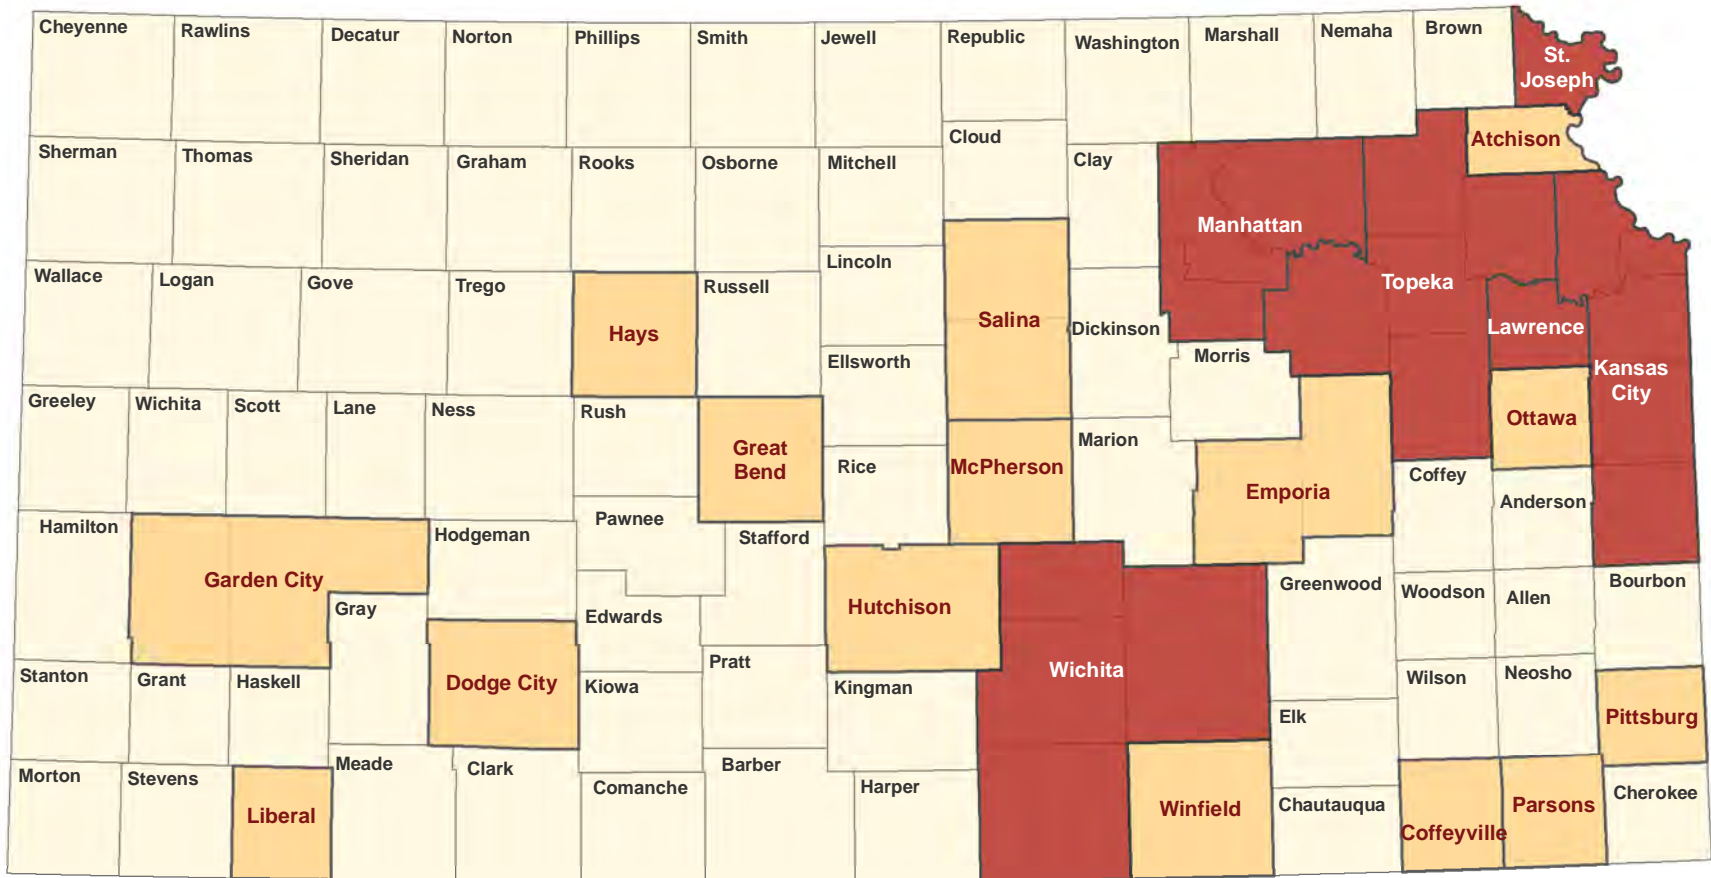 Cheyenne
Rawlins
Decatur
Norton
Phillips
Smith
Jewell
Republic
Washington
Marshall
Nemaha
Brown
St.
Joseph
Sherman
Thomas
Sheridan
Graham
Rooks
Osborne
Mitchell
Cloud
Clay
Manhattan
Atchison
Wallace
Logan
Gove
Trego
Hays
Russell
Lincoln
Salina
Dickinson
Topeka
Lawrence
Ellsworth
Morris
Kansas
City
Greeley
Wichita
Scott
Lane
Ness
Rush
Great
Bend
Rice
McPherson
Marion
Emporia
Coffey
Ottawa
Anderson
Hamilton
Garden City
Hodgeman
Pawnee
Stafford
Hutchison
Greenwood
Woodson
Allen
Bourbon
Gray
Edwards
Stanton
Grant
Haskell
Dodge City
Kiowa
Pratt
Kingman
Wichita
Elk
Wilson
Neosho
Pittsburg
Morton
Stevens
Liberal
Meade
Clark
Comanche
Barber
Harper
Winfield
Chautauqua
Coffeyville
Parsons
Cherokee